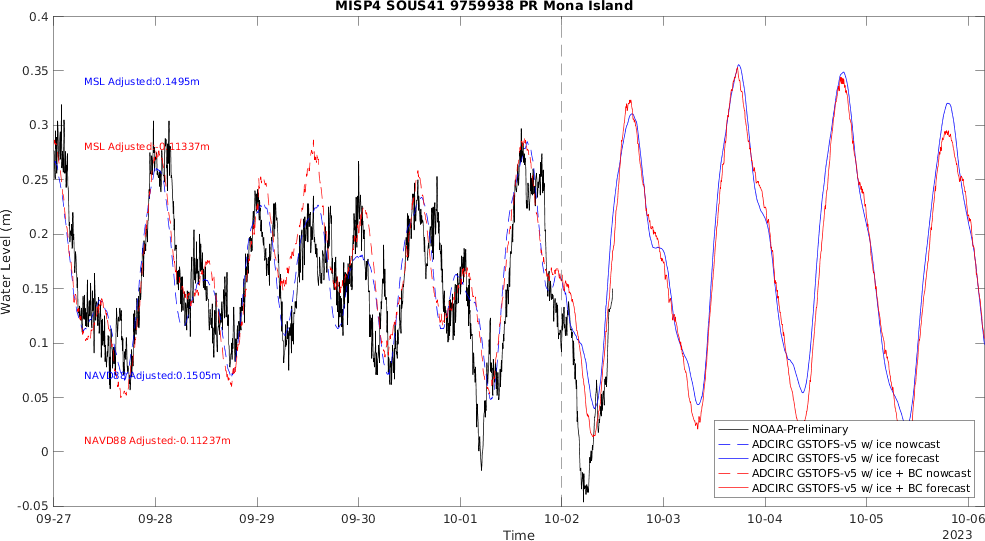 MISP4 SOUS41 9759938 PR Mona Island
0.4
0.35
0.3
0.25
0.2
0.15
0.1
0.05
0
-0.05
Water Level (m)
MSL Adjusted:0.1495m
MSL Adjusted:-0.11337m
NAVD88 Adjusted:0.1505m
NAVD88 Adjusted:-0.11237m
NOAA-Preliminary
ADCIRC GSTOFS-v5 w/ ice nowcast
ADCIRC GSTOFS-v5 w/ ice forecast
ADCIRC GSTOFS-v5 w/ ice + BC nowcast
ADCIRC GSTOFS-v5 w/ ice + BC forecast
09-27 09-28 09-29 09-30 10-01 10-02 10-03 10-04 10-05 10-06
Time
2023